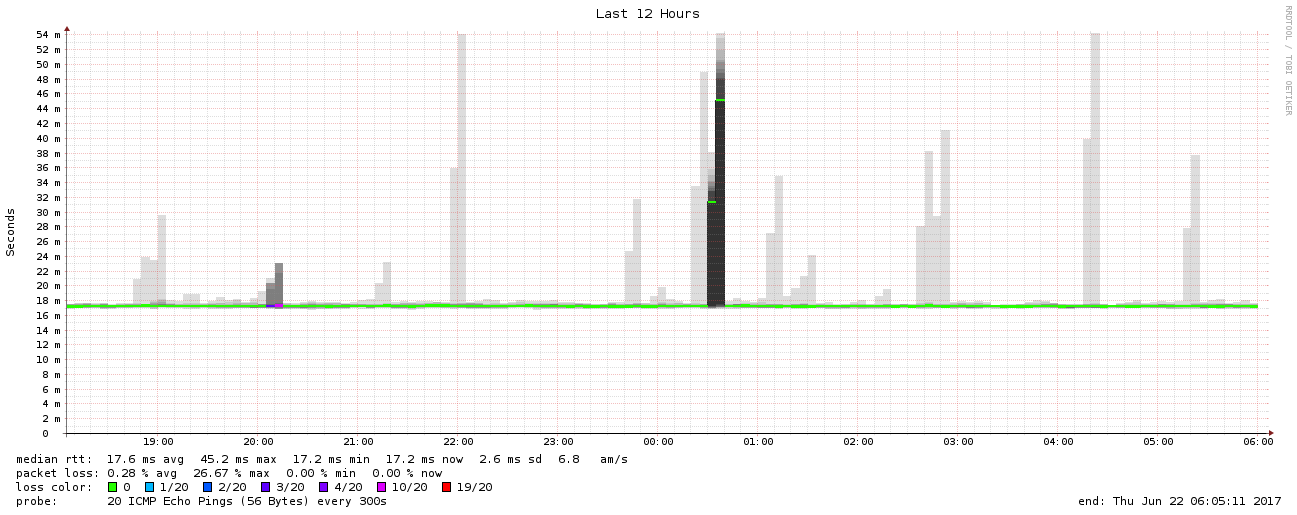 Last 12 Hours
RRDTOOL / TOBI OETIKER
Seconds
54 m
52 m
50 m
48 m
46 m
44 m
42 m
40 m
38 m
36 m
34 m
32 m
30 m
28 m
26 m
24 m
22 m
20 m
18 m
16 m
14 m
12 m
10 m
8 m
6 m
4 m
2 m
0
19:00 20:00 21:00 22:00 23:00 00:00 01:00 02:00 03:00 04:00 05:00 06:00
median rtt: 17.6 ms avg 45.2 ms max 17.2 ms min 17.2 ms now 2.6 ms sd 6.8 am/s
packet loss: 0.28 % avg 26.67 % max 0.00 % min 0.00 % now
loss color: 0 1/20 2/20 3/20 4/20 10/20 19/20
probe: 20 ICMP Echo Pings (56 Bytes) every 300s end: Thu Jun 22 06:05:11 2017